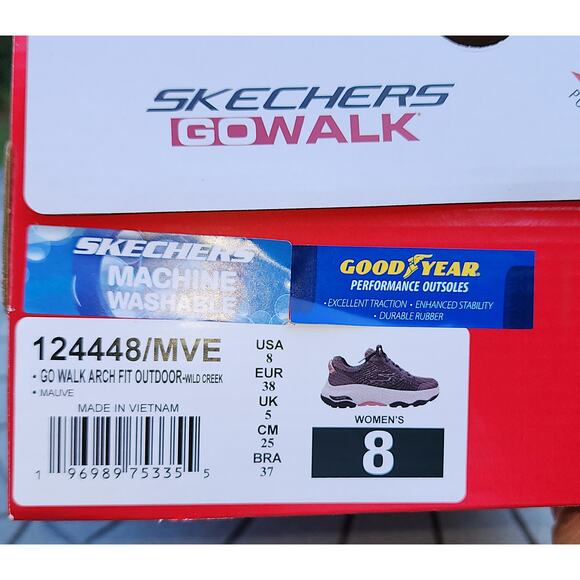 SKECHERS
GOWALK
SKECHERS
MACHINE
WASHABLE
GOODYEAR
PERFORMANCE OUTSOLES
• EXCELLENT TRACTION • ENHANCED STABILITY
• DURABLE RUBBER
124448/MVE
• GO WALK ARCH FIT OUTDOOR-WILD CREEK
• MAUVE
MADE IN VIETNAM
1 96989 75335 5
USA
8
EUR
38
UK
5
CM
25
BRA
37
WOMEN'S
8